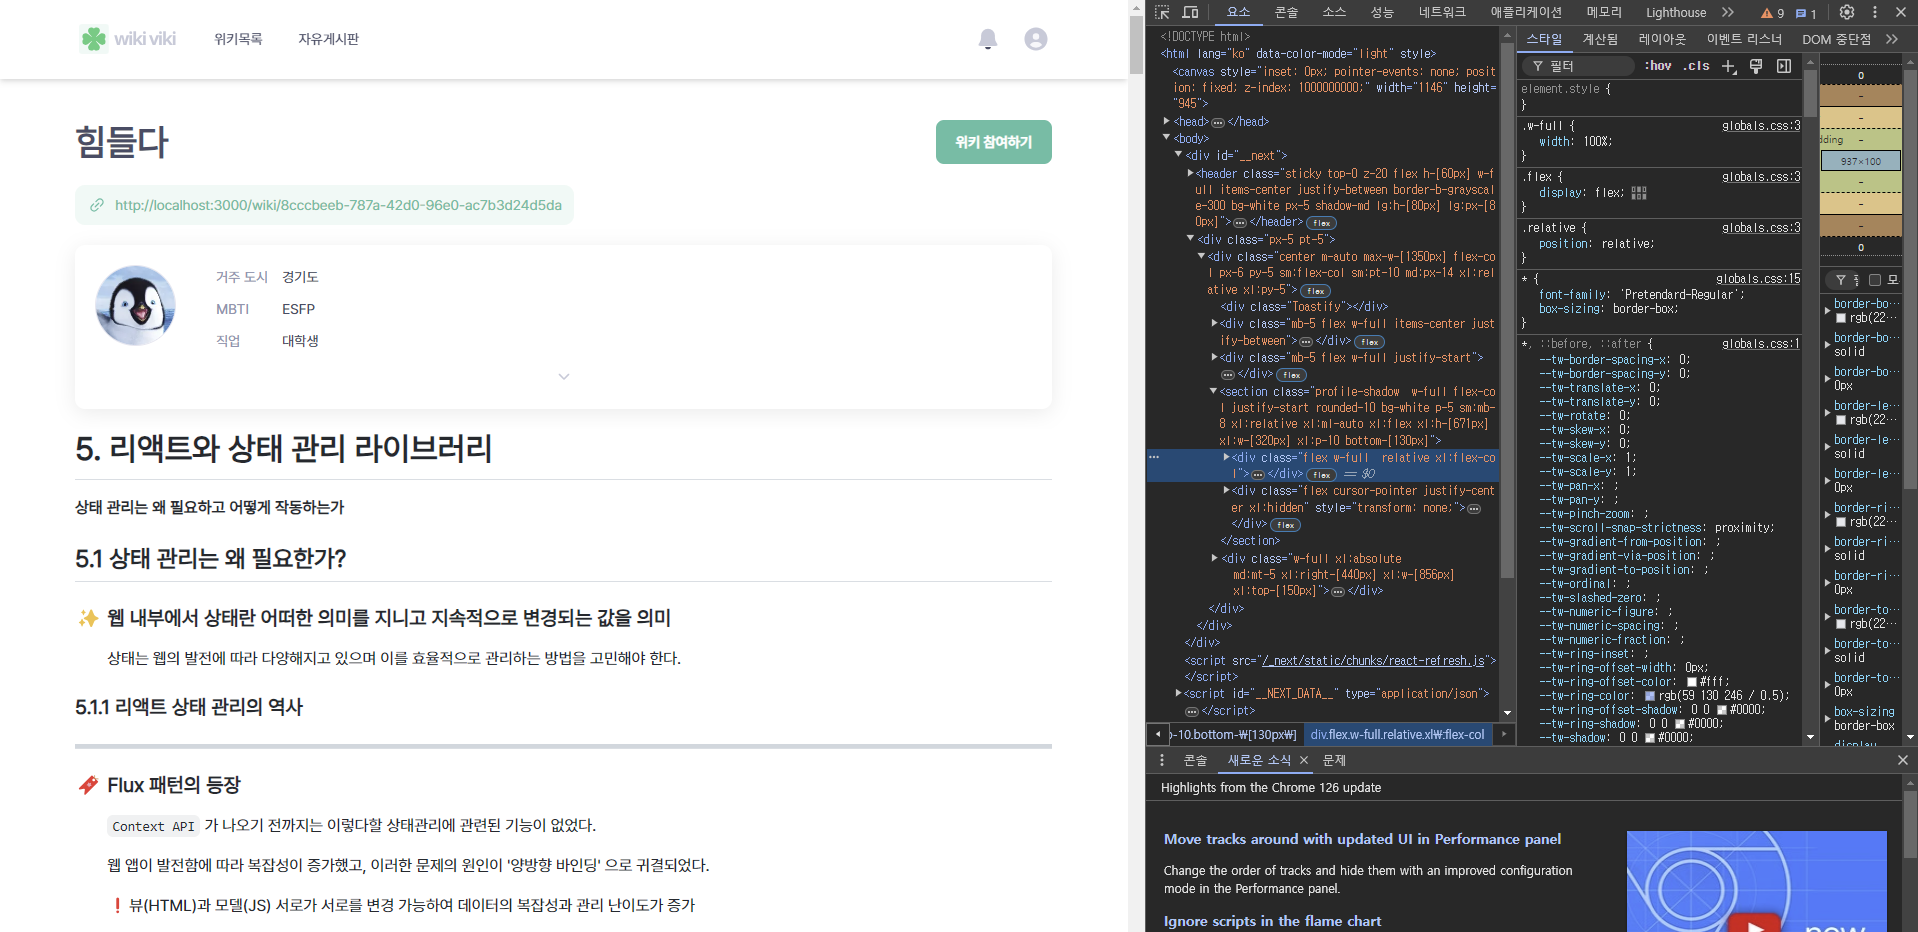 wiki viki
위키목록
자유게시판
힘들다
위키 참여하기
http://localhost:3000/wiki/8cccbeeb-787a-42d0-96e0-ac7b3d24d5da
거주 도시 경기도
MBTI ESFP
직업 대학생
5. 리액트와 상태 관리 라이브러리
상태 관리는 왜 필요하고 어떻게 작동하는가
5.1 상태 관리는 왜 필요한가?
✨ 웹 내부에서 상태란 어떠한 의미를 지니고 지속적으로 변경되는 값을 의미
상태는 웹의 발전에 따라 다양해지고 있으며 이를 효율적으로 관리하는 방법을 고민해야 한다.
5.1.1 리액트 상태 관리의 역사
Flux 패턴의 등장
Context API 가 나오기 전까지는 이렇다할 상태관리에 관련된 기능이 없었다.
웹 앱이 발전함에 따라 복잡성이 증가했고, 이러한 문제의 원인이 '양방향 바인딩' 으로 귀결되었다.
❗ 뷰(HTML)과 모델(JS) 서로가 서로를 변경 가능하여 데이터의 복잡성과 관리 난이도가 증가
요소 콘솔 소스 성능 네트워크 애플리케이션 메모리 Lighthouse 9 1
<!DOCTYPE html>
<html lang="ko" data-color-mode="light" style>
<canvas style="inset: 0px; pointer-events: none; posit
ion: fixed; z-index: 1000000000;" width="1146" height=
"945">
<head> </head>
<body>
<div id="__next">
<header class="sticky top-0 z-20 flex h-[60px] w-f
ull items-center justify-between border-b-grayscal
e-300 bg-white px-5 shadow-md lg:h-[80px] lg:px-[8
0px]"> </header> flex
<div class="px-5 pt-5">
<div class="center m-auto max-w-[1350px] flex-co
l px-6 py-5 sm:flex-col sm:pt-10 md:px-14 xl:rel
ative xl:py-5"> flex
<div class="Toastify"></div>
<div class="mb-5 flex w-full items-center just
ify-between"> </div> flex
<div class="mb-5 flex w-full justify-start">
</div> flex
<section class="profile-shadow w-full flex-co
l justify-start rounded-10 bg-white p-5 sm:mb-
8 xl:relative xl:ml-auto xl:flex xl:h-[671px]
xl:w-[320px] xl:p-10 bottom-[130px]">
<div class="flex w-full relative xl:flex-co
l"> </div> flex == $0
<div class="flex cursor-pointer justify-cent
er xl:hidden" style="transform: none;">
</div> flex
</section>
<div class="w-full xl:absolute
md:mt-5 xl:right-[440px] xl:w-[856px]
xl:top-[150px]"> </div>
</div>
</div>
</div>
<script src="/_next/static/chunks/react-refresh.js">
</script>
<script id="__NEXT_DATA__" type="application/json">
</script>
-10.bottom-₩[130px₩] div.flex.w-full.relative.xl₩:flex-col
스타일 계산됨 레이아웃 이벤트 리스너 DOM 중단점
필터 :hov .cls
element.style {
}
.w-full { globals.css:3
width: 100%;
}
.flex { globals.css:3
display: flex;
}
.relative { globals.css:3
position: relative;
}
* { globals.css:15
font-family: 'Pretendard-Regular';
box-sizing: border-box;
}
*, ::before, ::after { globals.css:1
--tw-border-spacing-x: 0;
--tw-border-spacing-y: 0;
--tw-translate-x: 0;
--tw-translate-y: 0;
--tw-rotate: 0;
--tw-skew-x: 0;
--tw-skew-y: 0;
--tw-scale-x: 1;
--tw-scale-y: 1;
--tw-pan-x: ;
--tw-pan-y: ;
--tw-pinch-zoom: ;
--tw-scroll-snap-strictness: proximity;
--tw-gradient-from-position: ;
--tw-gradient-via-position: ;
--tw-gradient-to-position: ;
--tw-ordinal: ;
--tw-slashed-zero: ;
--tw-numeric-figure: ;
--tw-numeric-spacing: ;
--tw-numeric-fraction: ;
--tw-ring-inset: ;
--tw-ring-offset-width: 0px;
--tw-ring-offset-color: #fff;
--tw-ring-color: rgb(59 130 246 / 0.5);
--tw-ring-offset-shadow: 0 0 #0000;
--tw-ring-shadow: 0 0 #0000;
--tw-shadow: 0 0 #0000;
0
-
-
dding -
937×100
-
-
-
0
모
border-bo…
rgb(22…
border-bo…
solid
border-bo…
0px
border-le…
rgb(22…
border-le…
solid
border-le…
0px
border-ri…
rgb(22…
border-ri…
solid
border-ri…
0px
border-to…
rgb(22…
border-to…
solid
border-to…
0px
box-sizing
border-box
display
콘솔 새로운 소식 문제
Highlights from the Chrome 126 update
Move tracks around with updated UI in Performance panel
Change the order of tracks and hide them with an improved configuration
mode in the Performance panel.
Ignore scripts in the flame chart
new